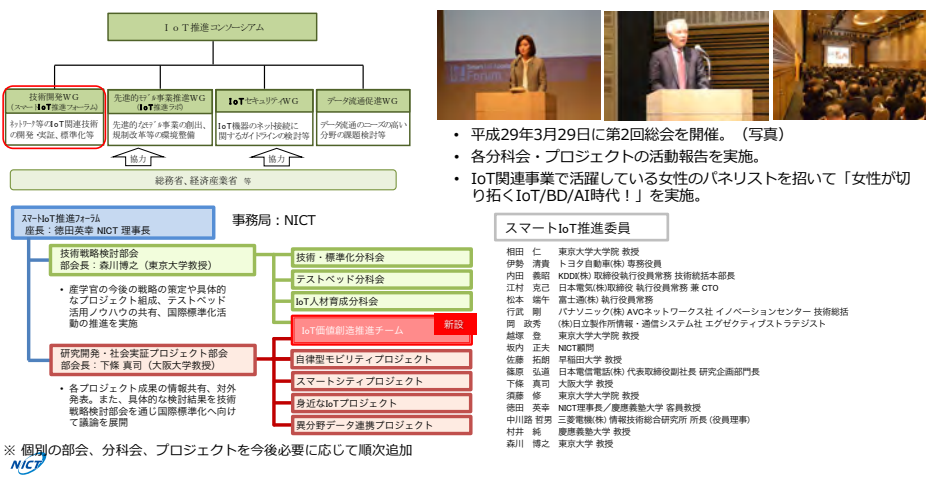 IoT推進コンソーシアム
技術開発WG
(スマートIoT推進フォーラム)
ネットワーク等のIoT関連技術
の開発・実証、標準化等
先進的モデル事業推進WG
(IoT推進ラボ)
先進的なモデル事業の創出、
規制改革等の環境整備
IoTセキュリティWG
IoT機器のネット接続に
関するガイドラインの検討等
データ流通促進WG
データ流通のニーズの高い
分野の課題検討等
協力
協力
総務省、経済産業省 等
• 平成29年3月29日に第2回総会を開催。（写真）
• 各分科会・プロジェクトの活動報告を実施。
• IoT関連事業で活躍している女性のパネリストを招いて「女性が切
り拓くIoT/BD/AI時代！」を実施。
スマートIoT推進フォーラム
座長：徳田英幸 NICT 理事長
事務局：NICT
技術戦略検討部会
部会長：森川博之（東京大学教授）
• 産学官の今後の戦略の策定や具体的
なプロジェクト組成、テストベッド
活用ノウハウの共有、国際標準化活
動の推進を実施
研究開発・社会実証プロジェクト部会
部会長：下條 真司（大阪大学教授）
• 各プロジェクト成果の情報共有、対外
発表。また、具体的な検討結果を技術
戦略検討部会を通じ国際標準化へ向け
て議論を展開
技術・標準化分科会
テストベッド分科会
IoT人材育成分科会
IoT価値創造推進チーム
新設
自律型モビリティプロジェクト
スマートシティプロジェクト
身近なIoTプロジェクト
異分野データ連携プロジェクト
スマートIoT推進委員
相田 仁 東京大学大学院 教授
伊勢 清貴 トヨタ自動車(株) 専務役員
内田 義昭 KDDI(株) 取締役執行役員常務 技術統括本部長
江村 克己 日本電気(株)取締役 執行役員常務 兼 CTO
松本 端午 富士通(株) 執行役員常務
行武 剛 パナソニック(株) AVCネットワークス社 イノベーションセンター 技術総括
岡 政秀 (株)日立製作所情報・通信システム社 エグゼクティブストラテジスト
越塚 登 東京大学大学院 教授
坂内 正夫 NICT顧問
佐藤 拓朗 早稲田大学 教授
篠原 弘道 日本電信電話(株) 代表取締役副社長 研究企画部門長
下條 真司 大阪大学 教授
須藤 修 東京大学大学院 教授
徳田 英幸 NICT理事長／慶應義塾大学 客員教授
中川路 哲男 三菱電機(株) 情報技術総合研究所 所長 (役員理事)
村井 純 慶應義塾大学 教授
森川 博之 東京大学 教授
※ 個別の部会、分科会、プロジェクトを今後必要に応じて順次追加
NICT